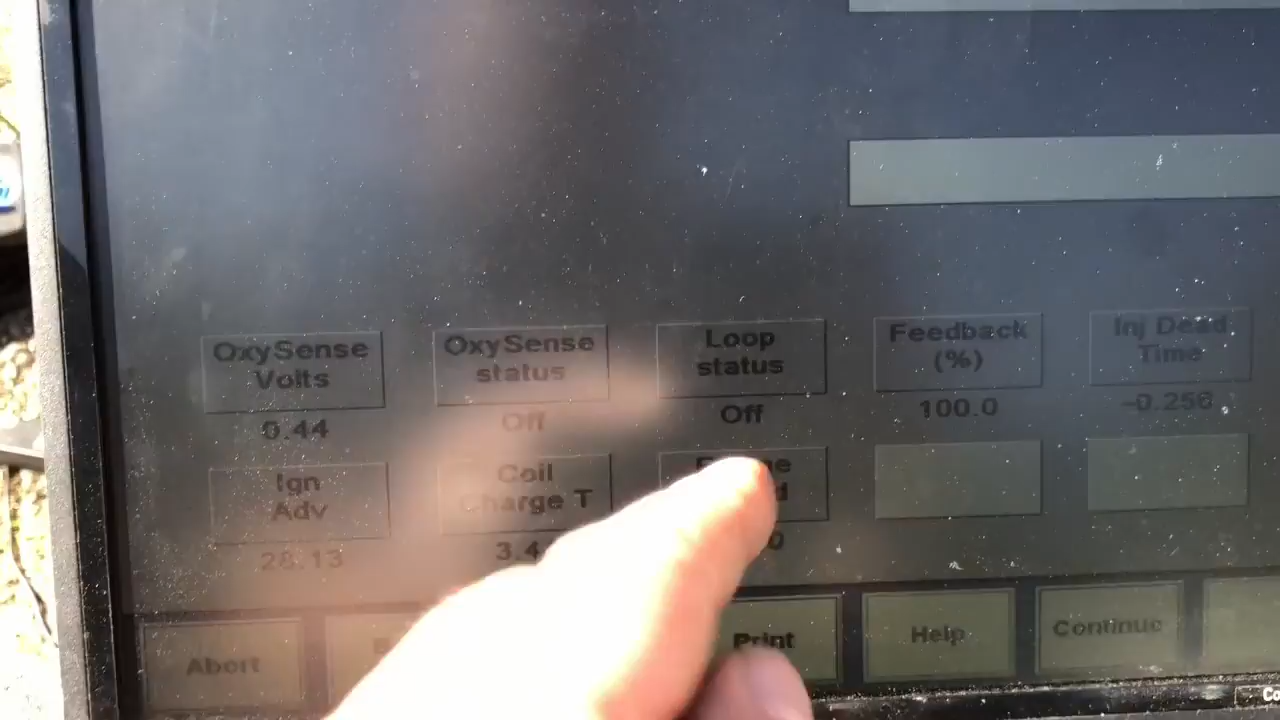 OxySense
Volts
0.44
OxySense
status
Off
Loop
status
Off
Feedback
(%)
100.0
Inj Dead
Time
-0.256
Ign
Adv
28.13
Coil
Charge T
3.4
Abort
Print
Help
Continue